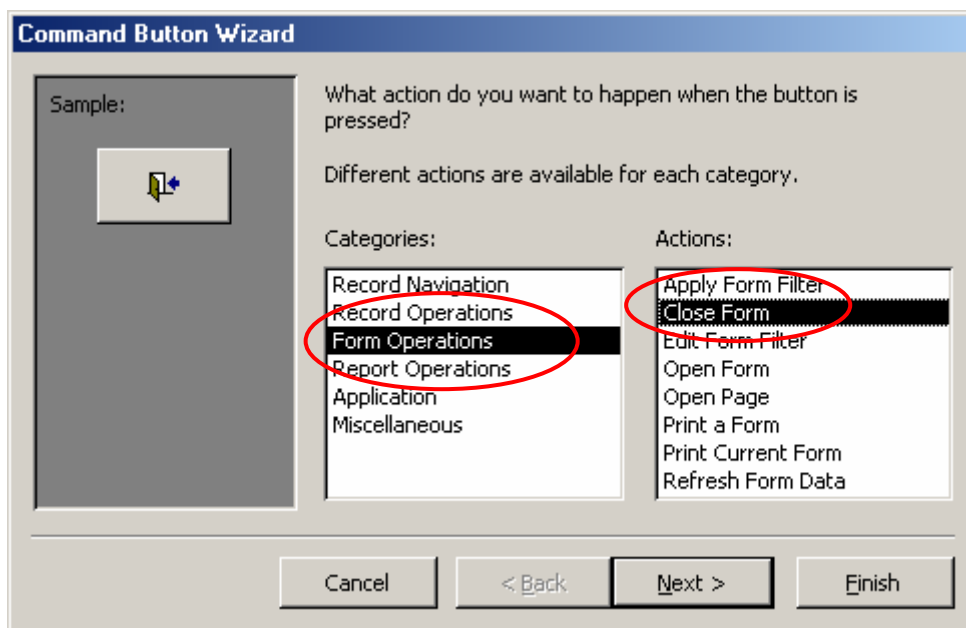 Command Button Wizard
Sample:
What action do you want to happen when the button is
pressed?
Different actions are available for each category.
Categories:
Actions:
Record Navigation
Record Operations
Form Operations
Report Operations
Application
Miscellaneous
Apply Form Filter
Close Form
Edit Form Filter
Open Form
Open Page
Print a Form
Print Current Form
Refresh Form Data
Cancel
< Back
Next >
Finish